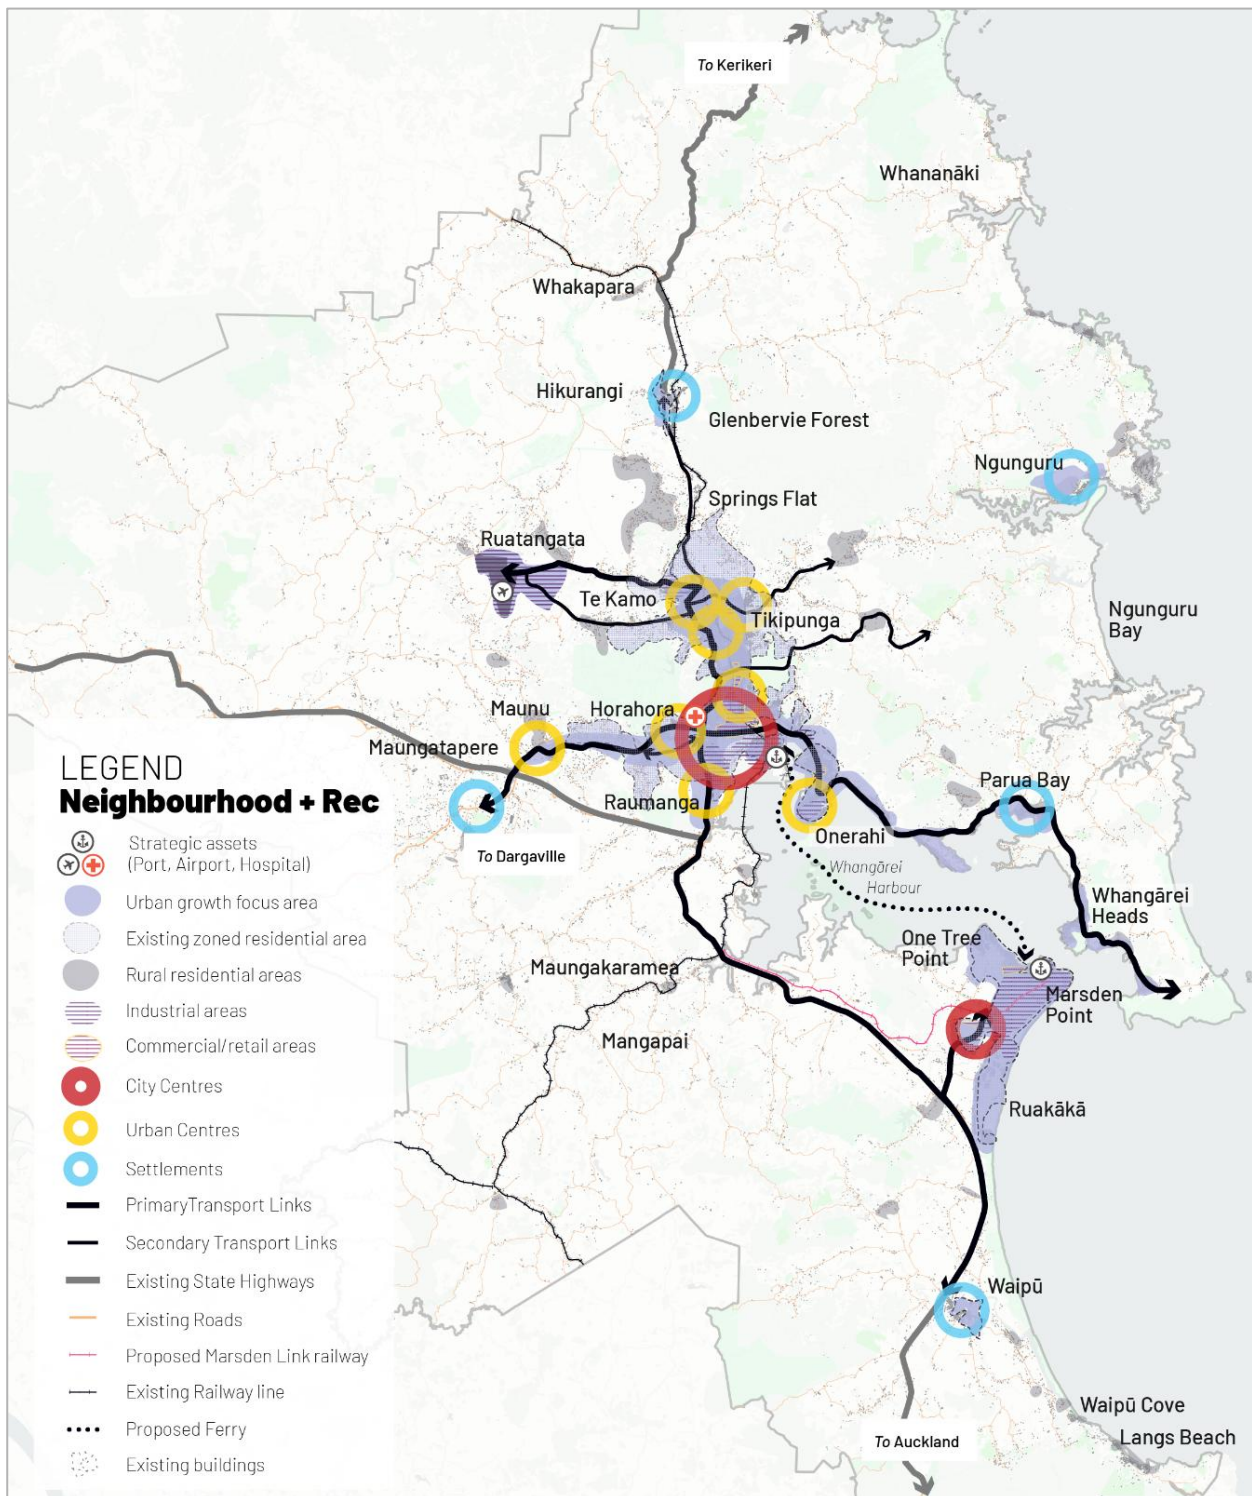 To Kerikeri
Whananāki
Whakapara
Hikurangi
Glenbervie Forest
Ngunguru
Springs Flat
Ruatangata
Te Kamo
Tikipunga
Ngunguru
Bay
Maunu
Horahora
Maungatapere
Parua Bay
Raumanga
Onerahi
To Dargaville
Whangārei
Harbour
Whangārei
Heads
One Tree
Point
Maungakaramea
Marsden
Point
Mangapai
Ruakākā
Waipū
Waipū Cove
Langs Beach
To Auckland
LEGEND
Neighbourhood + Rec
Strategic assets
(Port, Airport, Hospital)
Urban growth focus area
Existing zoned residential area
Rural residential areas
Industrial areas
Commercial/retail areas
City Centres
Urban Centres
Settlements
PrimaryTransport Links
Secondary Transport Links
Existing State Highways
Existing Roads
Proposed Marsden Link railway
Existing Railway line
Proposed Ferry
Existing buildings